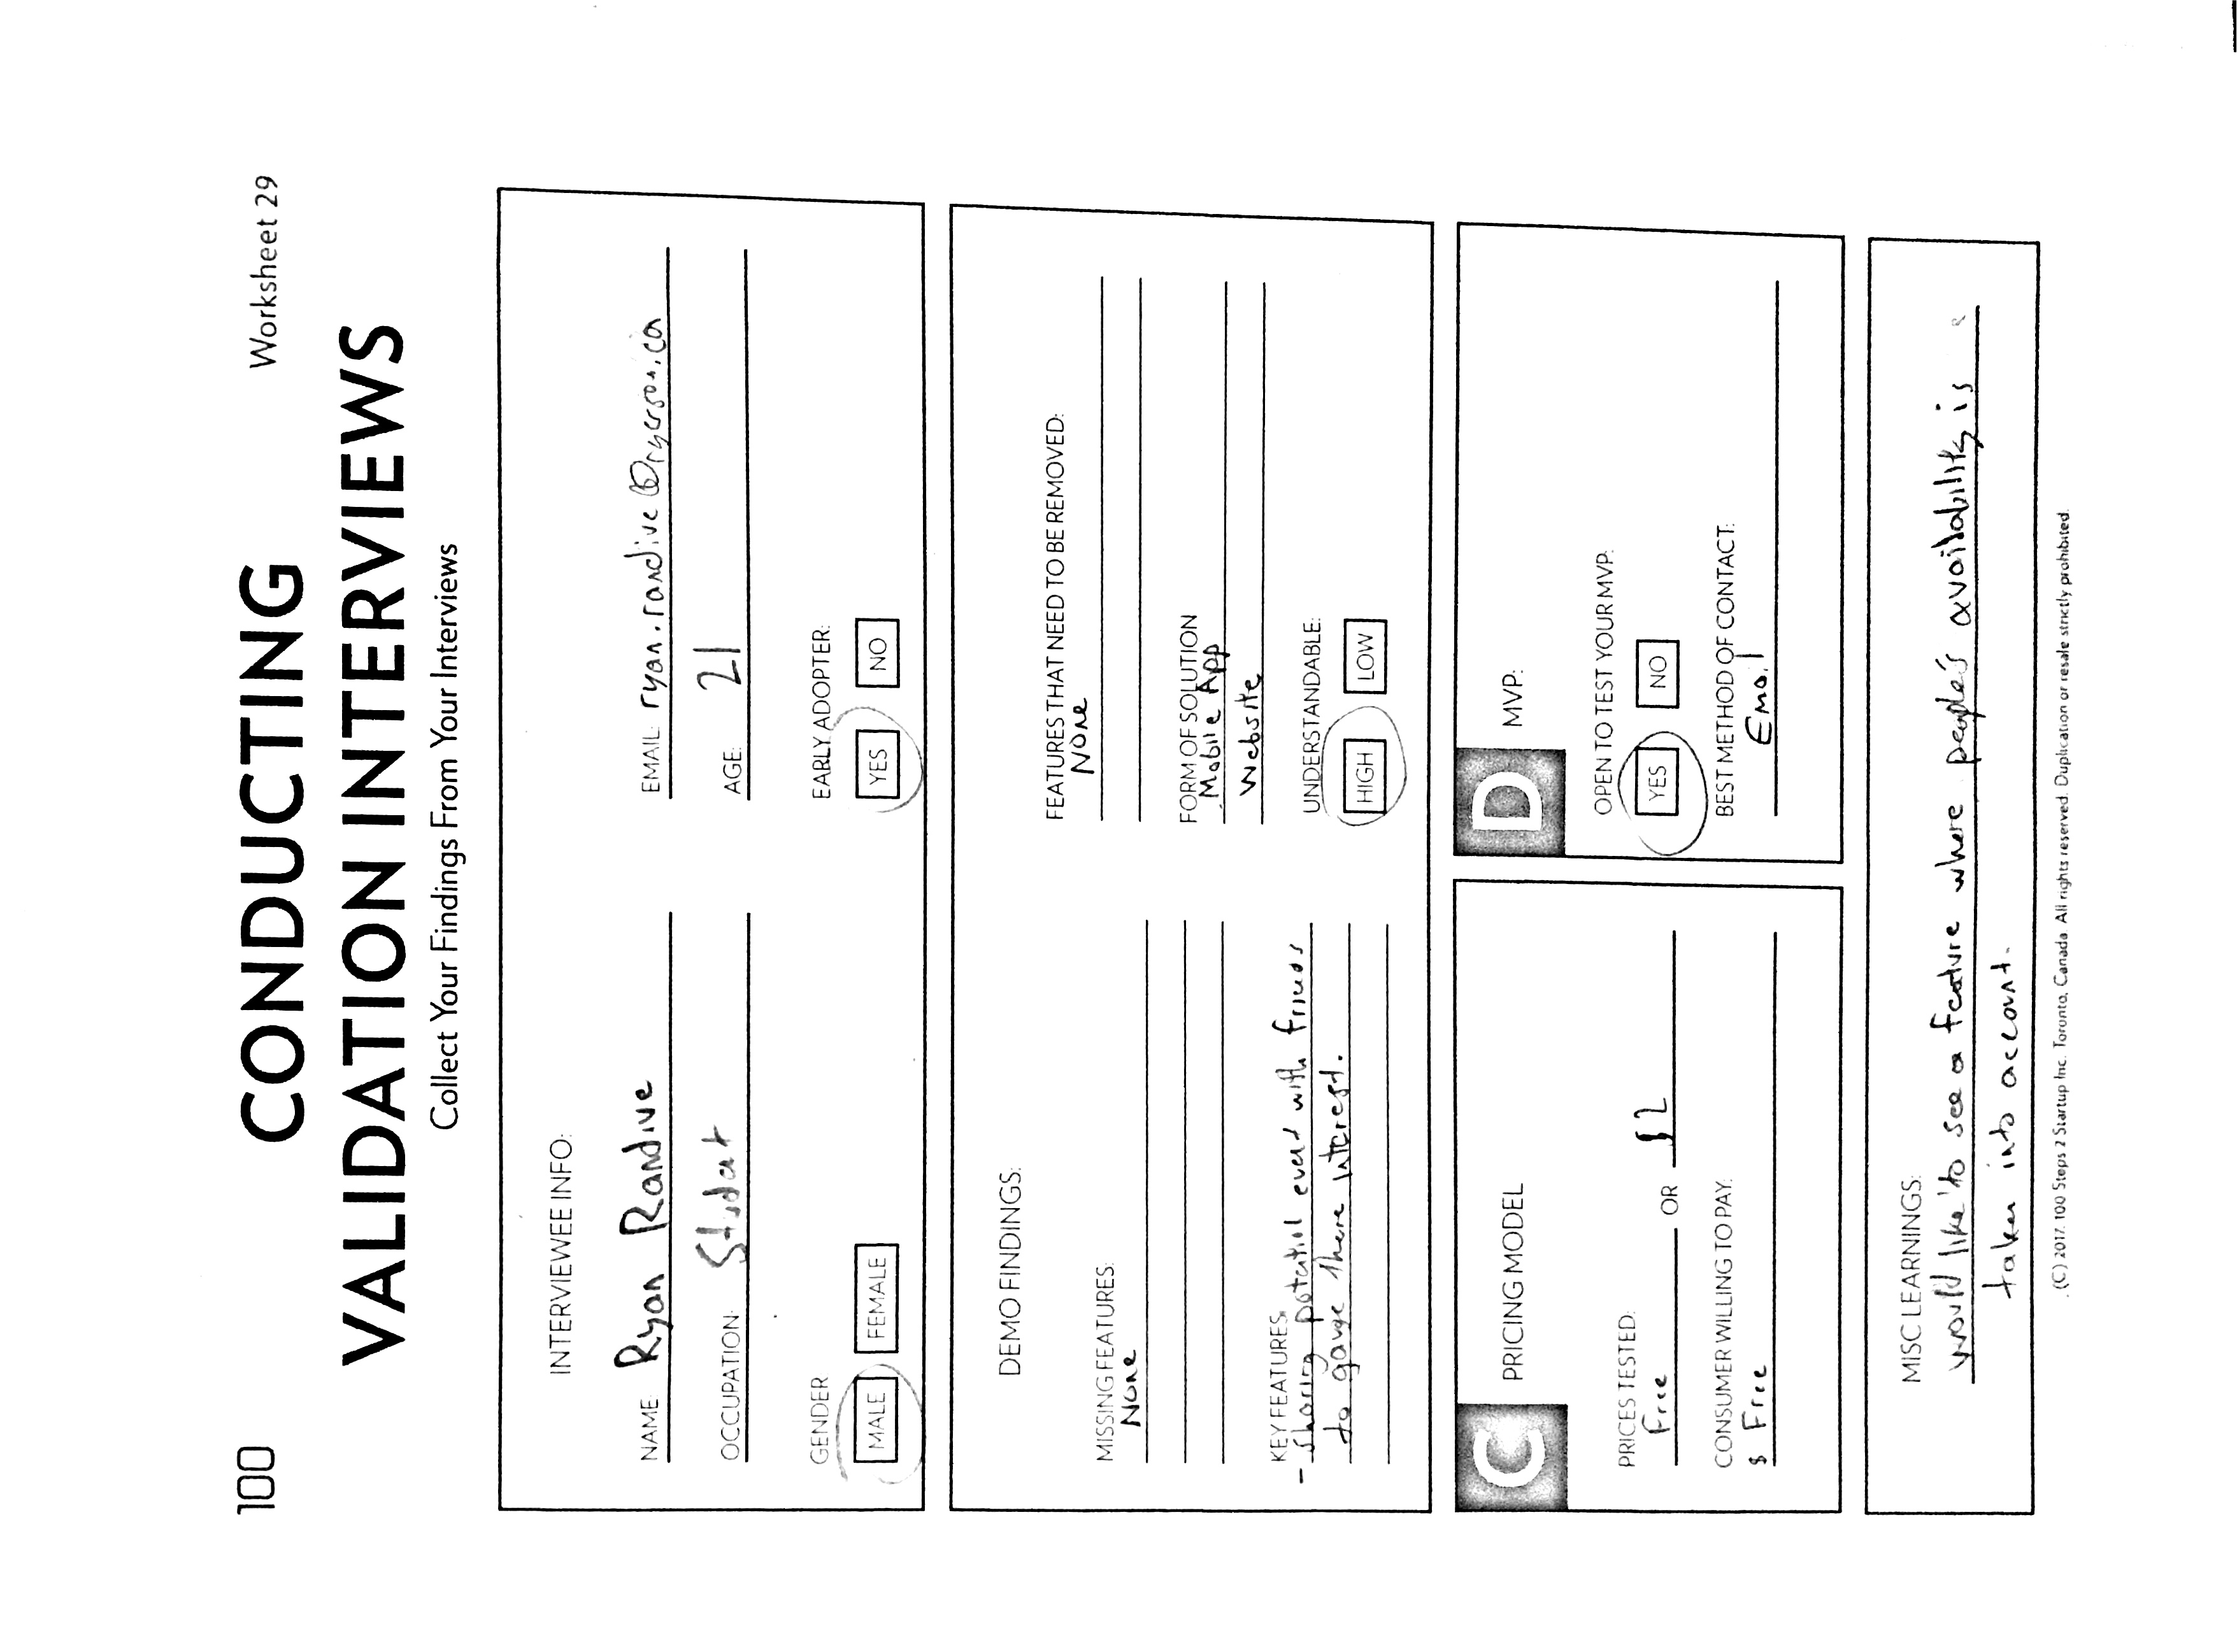 100
CONDUCTING
Worksheet 29
VALIDATION INTERVIEWS
Collect Your Findings From Your Interviews
INTERVIEWEE INFO:
NAME: Ryan Randive
EMAIL: ryan.randive@ryerson.ca
OCCUPATION: Student
AGE: 21
GENDER
EARLY ADOPTER:
MALE FEMALE
YES NO
DEMO FINDINGS:
MISSING FEATURES:
None
KEY FEATURES:
- Sharing potential event with friends
to gauge there interest.
FEATURES THAT NEED TO BE REMOVED:
None
FORM OF SOLUTION
Mobile App
Website
UNDERSTANDABLE:
HIGH LOW
C PRICING MODEL
PRICES TESTED:
Free OR $2
CONSUMER WILLING TO PAY:
$ Free
D MVP:
OPEN TO TEST YOUR MVP:
YES NO
BEST METHOD OF CONTACT:
Email
MISC LEARNINGS:
would like to see a feature where people's availability is
taken into account.
(C) 2017. 100 Steps 2 Startup Inc. Toronto, Canada. All rights reserved. Duplication or resale strictly prohibited.